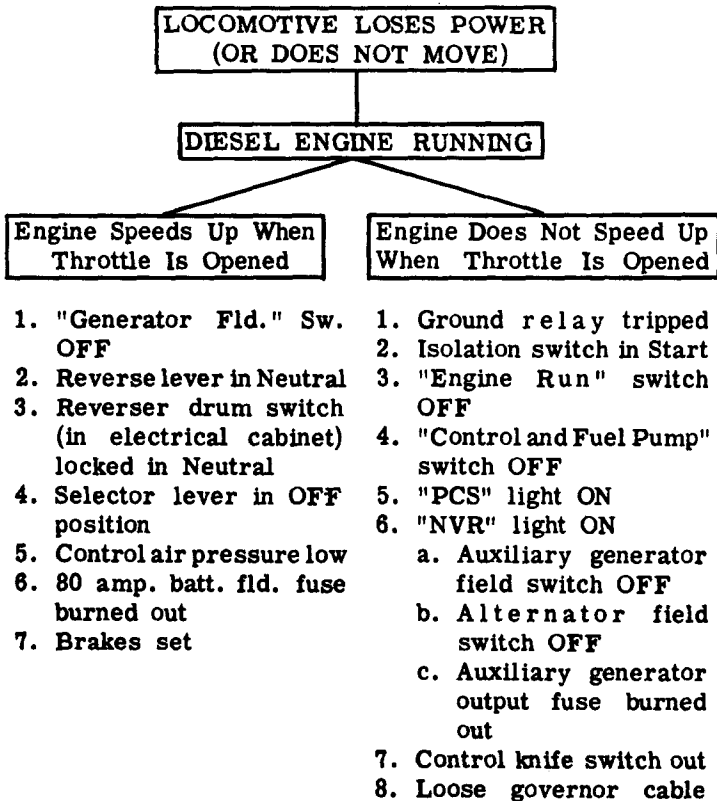 LOCOMOTIVE LOSES POWER
(OR DOES NOT MOVE)
DIESEL ENGINE RUNNING
Engine Speeds Up When
Throttle Is Opened
1. "Generator Fld." Sw.
OFF
2. Reverse lever in Neutral
3. Reverser drum switch
(in electrical cabinet)
locked in Neutral
4. Selector lever in OFF
position
5. Control air pressure low
6. 80 amp. batt. fld. fuse
burned out
7. Brakes set
Engine Does Not Speed Up
When Throttle Is Opened
1. Ground relay tripped
2. Isolation switch in Start
3. "Engine Run" switch
OFF
4. "Control and Fuel Pump"
switch OFF
5. "PCS" light ON
6. "NVR" light ON
a. Auxiliary generator
field switch OFF
b. Alternator field
switch OFF
c. Auxiliary generator
output fuse burned
out
7. Control knife switch out
8. Loose governor cable